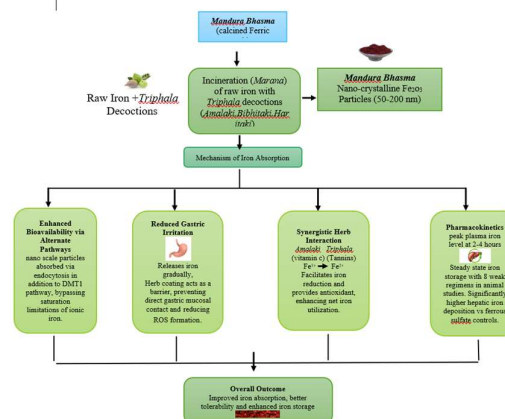 Mandura Bhasma
(calcined Ferric
Raw Iron +Triphala
Decoctions
Incineration (Marana)
of raw iron with
Triphala decoctions
(Amalaki,Bibhitaki,Har
itaki)
Mandura Bhasma
Nano-crystalline Fe₂O₃
Particles (50-200 nm)
Mechanism of Iron Absorption
Enhanced
Bioavailability via
Alternate
Pathways
nano scale particles
absorbed via
endocytosis in
addition to DMT1
pathway, bypassing
saturation
limitations of ionic
iron.
Reduced Gastric
Irritation
Releases iron
gradually,
Herb coating acts as a
barrier, preventing
direct gastric mucosal
contact and reducing
ROS formation.
Synergistic Herb
Interaction
Amalaki Triphala
(vitamin c) (Tannins)
Fe³⁺ → Fe²⁺
Facilitates iron
reduction and
provides antioxidant,
enhancing net iron
utilization.
Pharmacokinetics
peak plasma iron
level at 2-4 hours
Steady state iron
storage with 8 week
regimens in animal
studies. Significantly
higher hepatic iron
deposition vs ferrous
sulfate controls.
Overall Outcome
Improved iron absorption, better
tolerability and enhanced iron storage